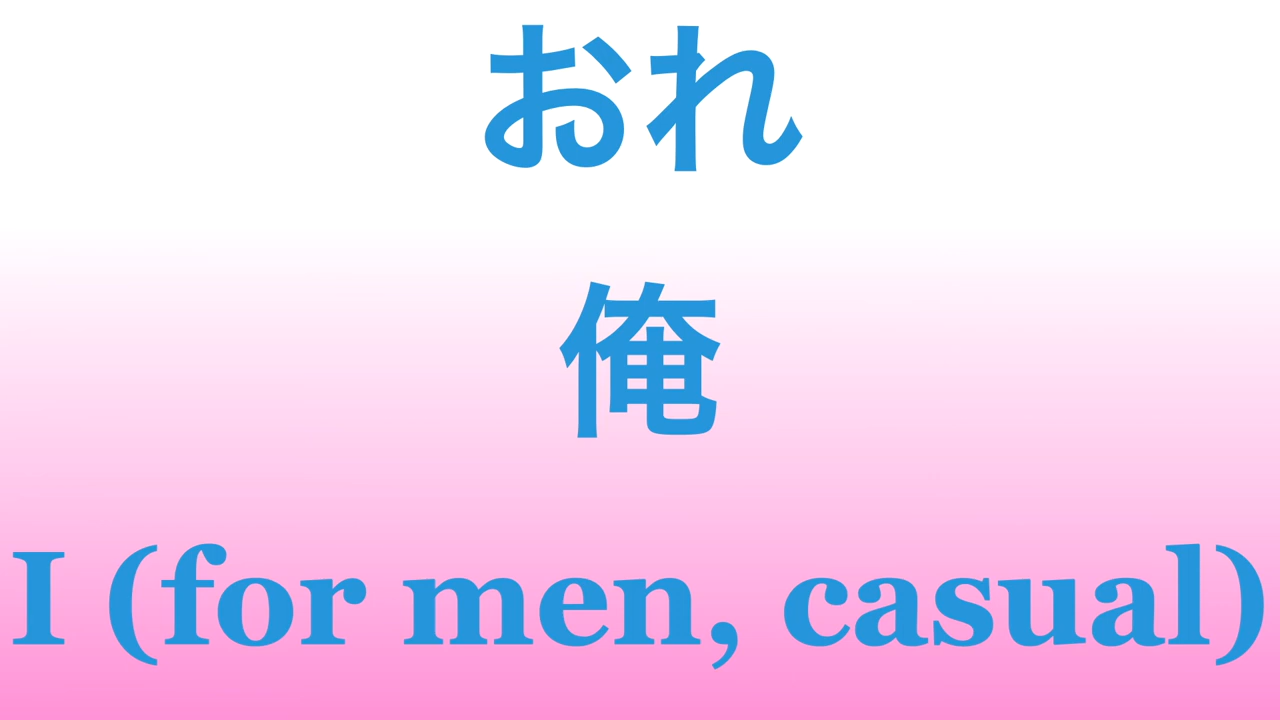 おれ
俺
I (for men, casual)